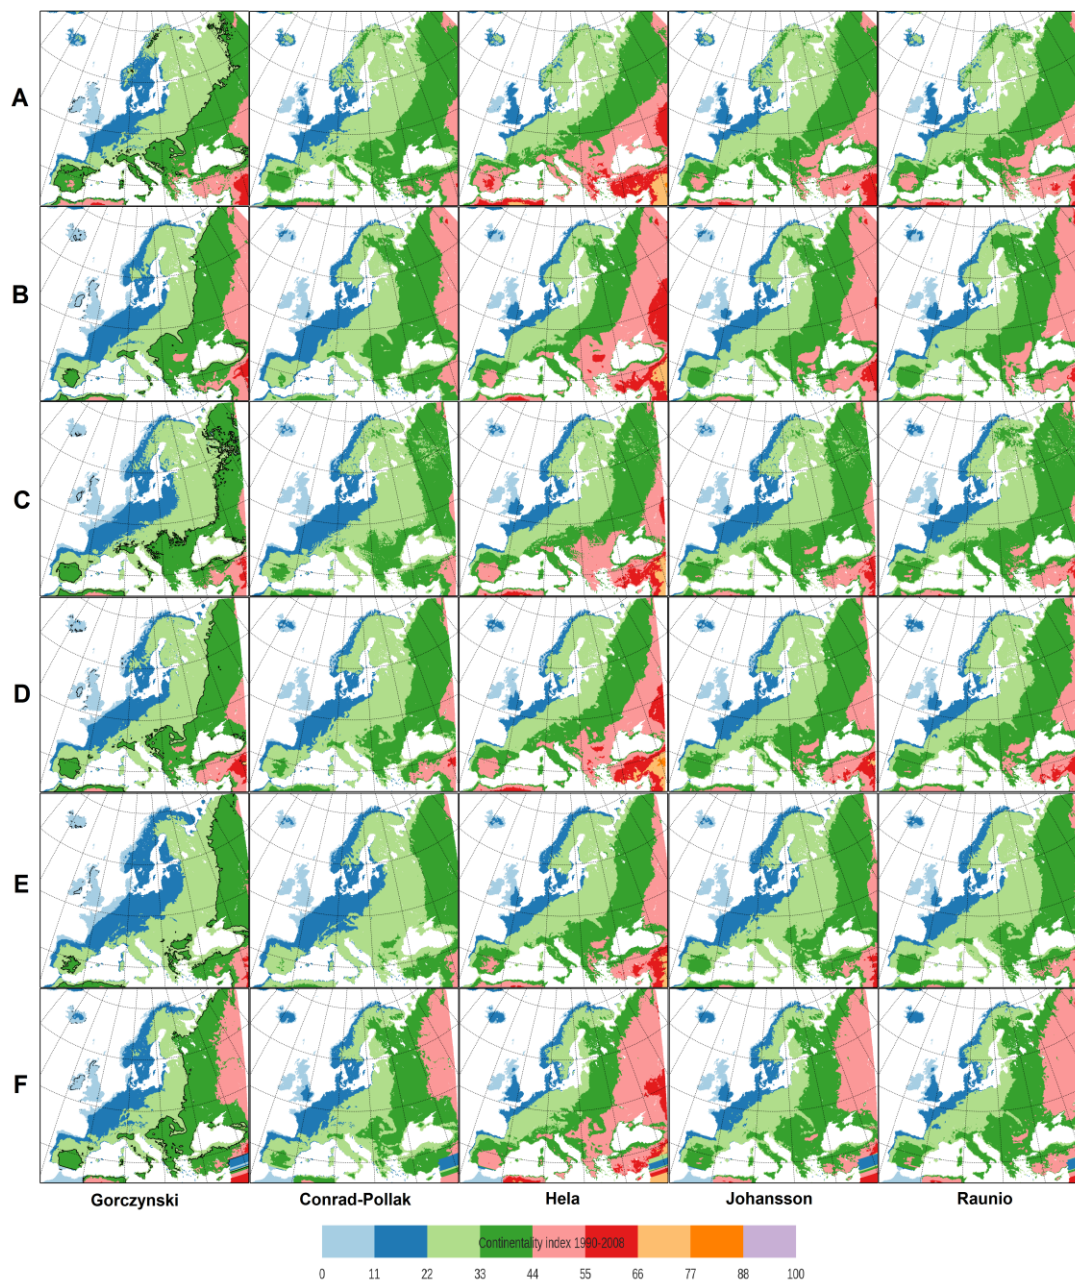 A
B
C
D
E
F
Gorczynski Conrad-Pollak Hela Johansson Raunio
Continentality index 1990-2008
0 11 22 33 44 55 66 77 88 100